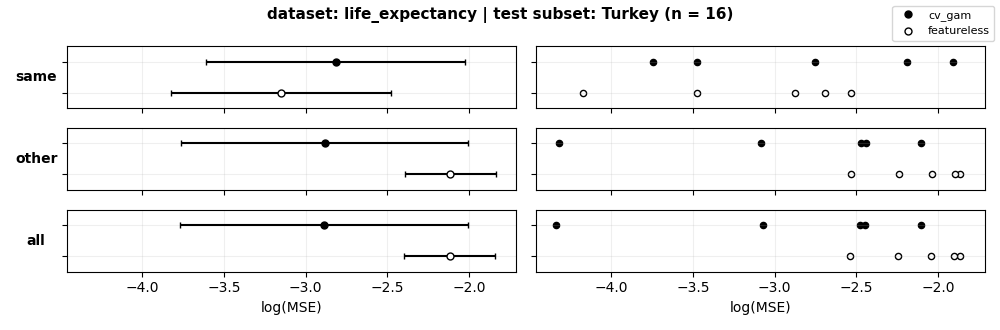 dataset: life_expectancy | test subset: Turkey (n = 16)
cv_gam
featureless
same
other
all
−4.0 −3.5 −3.0 −2.5 −2.0
−4.0 −3.5 −3.0 −2.5 −2.0
log(MSE)
log(MSE)